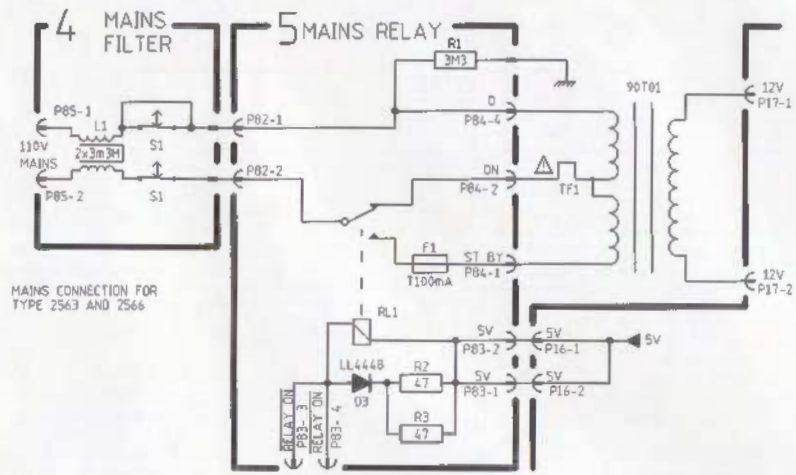 4 MAINS
FILTER
5 MAINS RELAY
R1
3M3
90T01
12V
P17-1
P85-1
L1
2x3m3M
S1
P82-1
0
P84-4
110V
MAINS
P85-2
S1
P82-2
ON
P84-2
TF1
F1
T100mA
ST BY
P84-1
12V
P17-2
MAINS CONNECTION FOR
TYPE 2563 AND 2566
RL1
5V
P83-2
5V
P16-1
5V
LL4448
D3
R2
47
5V
P83-1
5V
P16-2
R3
47
RELAY ON
P83-3
RELAY ON
P83-4